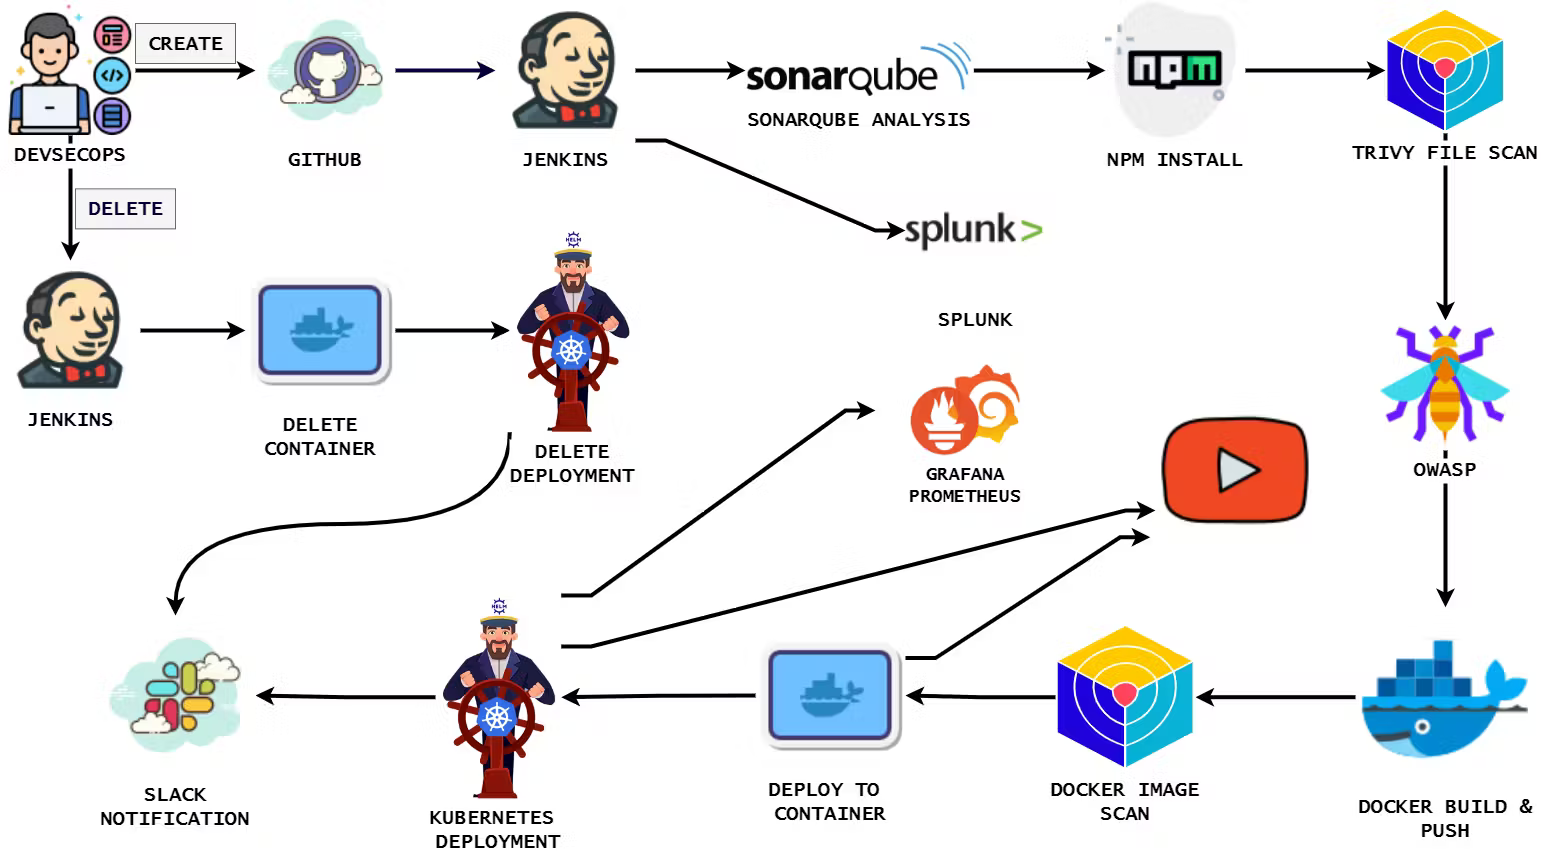 CREATE
DEVSECOPS
GITHUB
JENKINS
sonarqube
SONARQUBE ANALYSIS
npm
NPM INSTALL
TRIVY FILE SCAN
DELETE
splunk>
SPLUNK
HELM
JENKINS
DELETE
CONTAINER
DELETE
DEPLOYMENT
GRAFANA
PROMETHEUS
OWASP
HELM
SLACK
NOTIFICATION
KUBERNETES
DEPLOYMENT
DEPLOY TO
CONTAINER
DOCKER IMAGE
SCAN
DOCKER BUILD &
PUSH